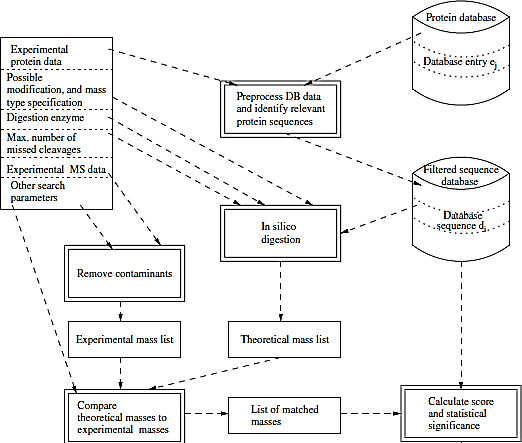 Protein database
Database entry ej
Experimental
protein data
Possible
modification, and mass
type specification
Digestion enzyme
Max. number of
missed cleavages
Experimental MS data
Other search
parameters
Preprocess DB data
and identify relevant
protein sequences
Filtered sequence
database
Database
sequence di
In silico
digestion
Remove contaminants
Experimental mass list
Theoretical mass list
Compare
theoretical masses to
experimental masses
List of matched
masses
Calculate score
and statistical
significance